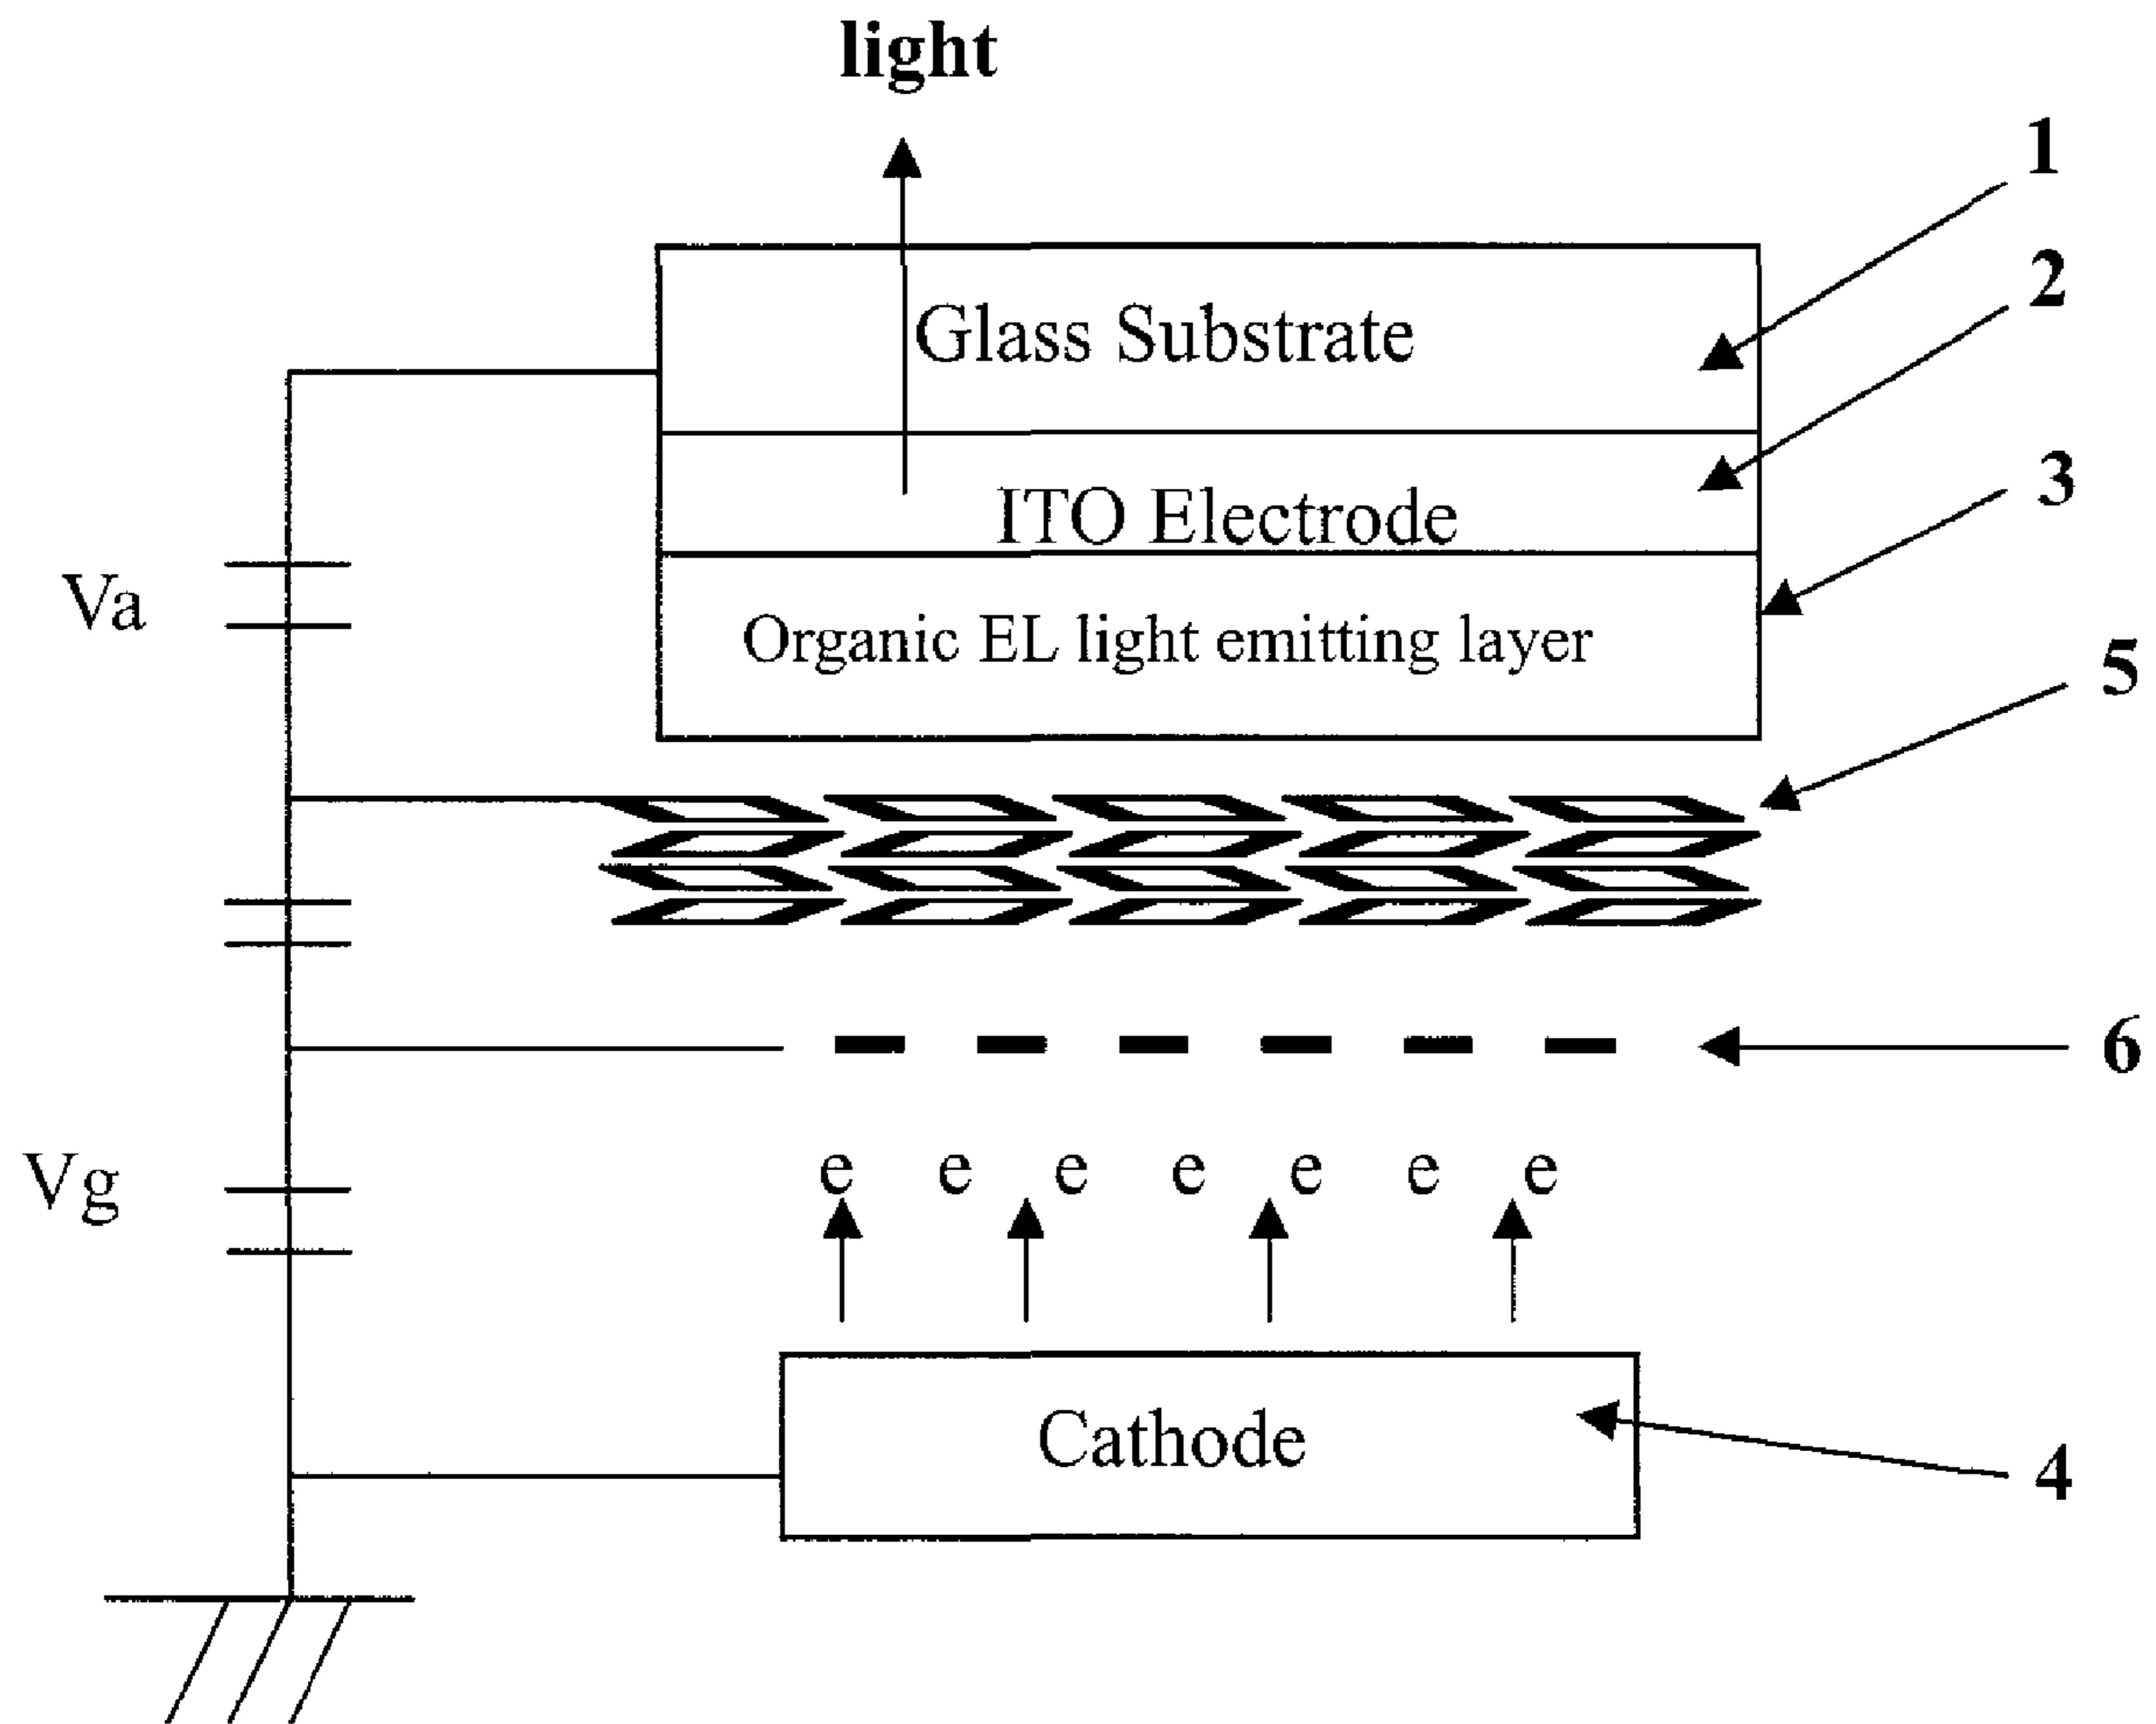 light
1
2
Glass Substrate
3
ITO Electrode
Va
Organic EL light emitting layer
5
6
Vg
e e e e e e e
Cathode
4